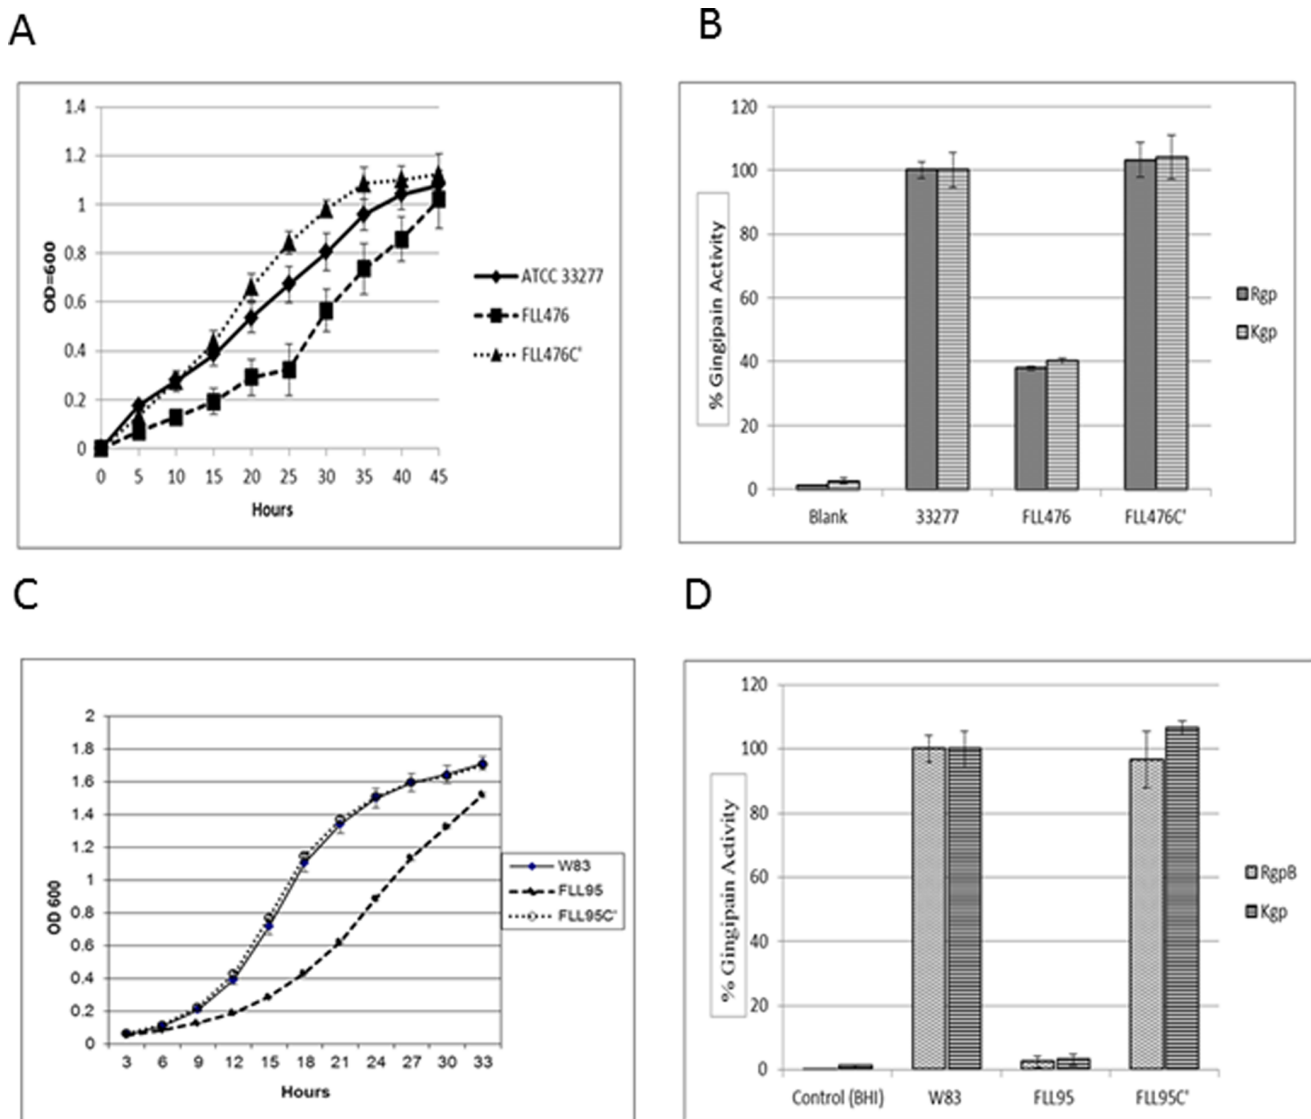 A
B
1.4
1.2
1
0.8
0.6
0.4
0.2
0
OD=600
0 5 10 15 20 25 30 35 40 45
Hours
ATCC 33277
FLL476
FLL476C'
120
100
80
60
40
20
0
% Gingipain Activity
Blank 33277 FLL476 FLL476C'
Rgp
Kgp
C
D
2
1.8
1.6
1.4
1.2
1
0.8
0.6
0.4
0.2
0
OD 600
3 6 9 12 15 18 21 24 27 30 33
Hours
W83
FLL95
FLL95C'
120
100
80
60
40
20
0
% Gingipain Activity
Control (BHI) W83 FLL95 FLL95C'
RgpB
Kgp